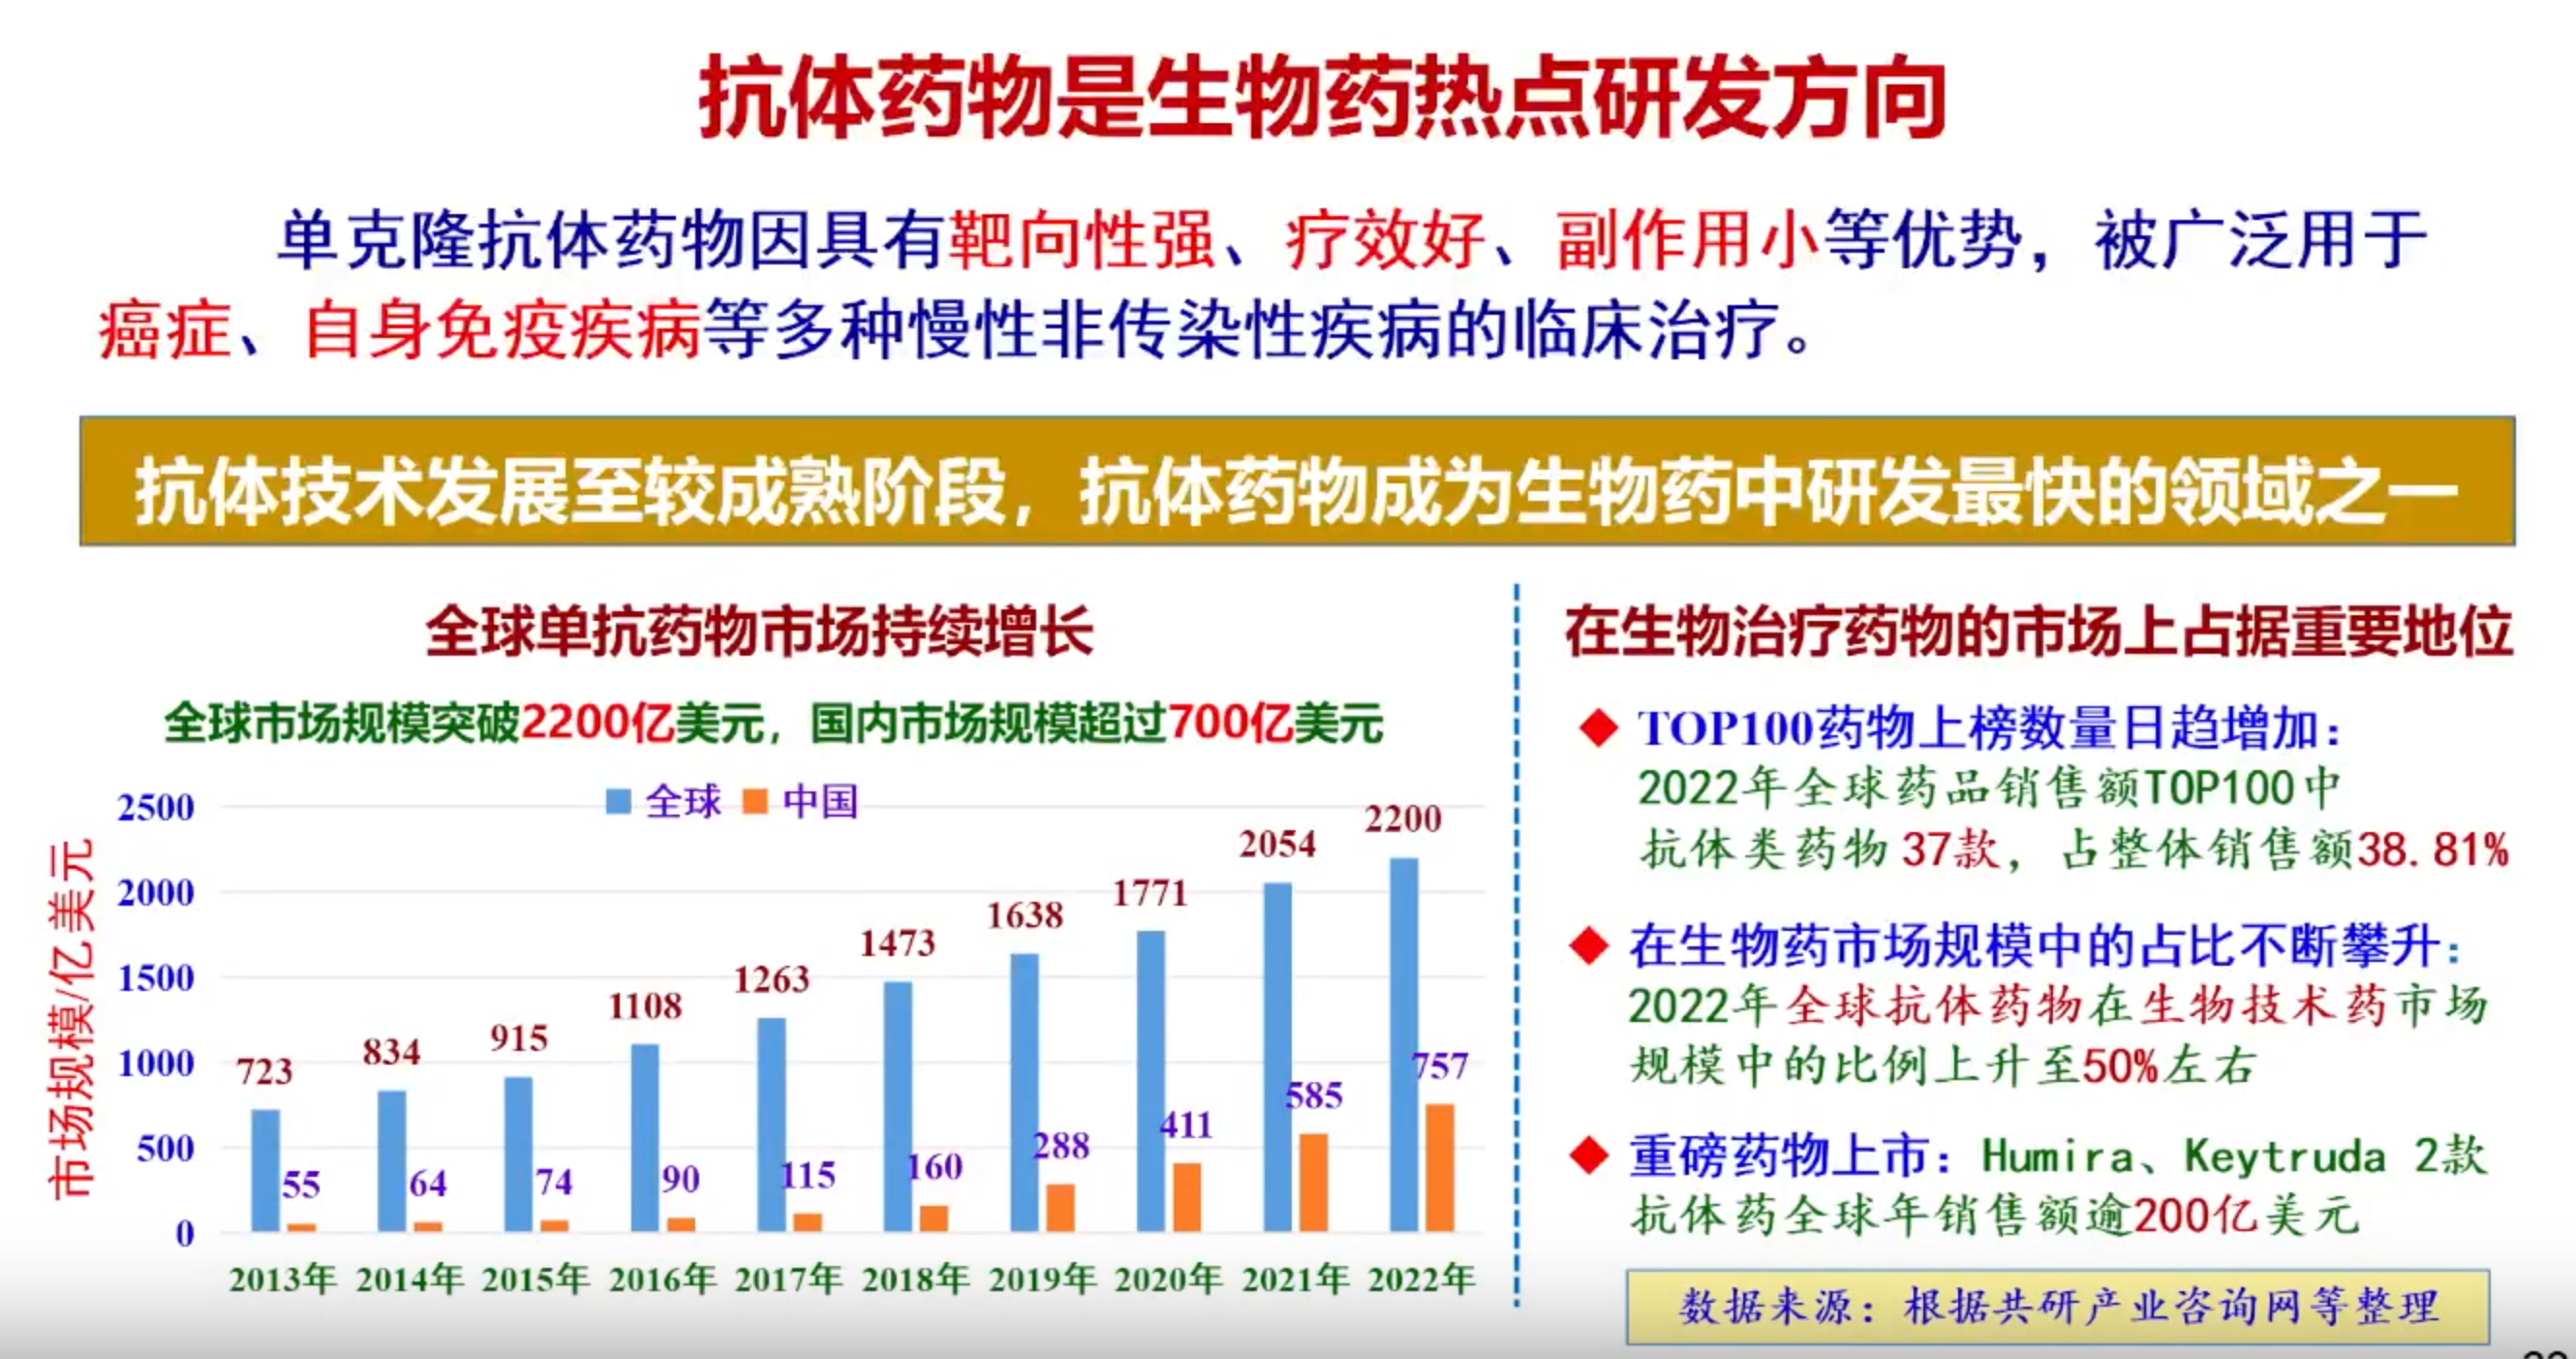 抗体药物是生物药热点研发方向
单克隆抗体药物因具有靶向性强、疗效好、副作用小等优势，被广泛用于
癌症、自身免疫疾病等多种慢性非传染性疾病的临床治疗。
抗体技术发展至较成熟阶段，抗体药物成为生物药中研发最快的领域之一
全球单抗药物市场持续增长
全球市场规模突破2200亿美元，国内市场规模超过700亿美元
全球 中国
市场规模/亿美元
2500
2000
1500
1000
500
0
723 834 915 1108 1263 1473 1638 1771 2054 2200
55 64 74 90 115 160 288 411 585 757
2013年 2014年 2015年 2016年 2017年 2018年 2019年 2020年 2021年 2022年
在生物治疗药物的市场上占据重要地位
TOP100药物上榜数量日趋增加：
2022年全球药品销售额TOP100中
抗体类药物37款，占整体销售额38.81%
在生物药市场规模中的占比不断攀升：
2022年全球抗体药物在生物技术药市场
规模中的比例上升至50%左右
重磅药物上市：Humira、Keytruda 2款
抗体药全球年销售额逾200亿美元
数据来源：根据共研产业咨询网等整理